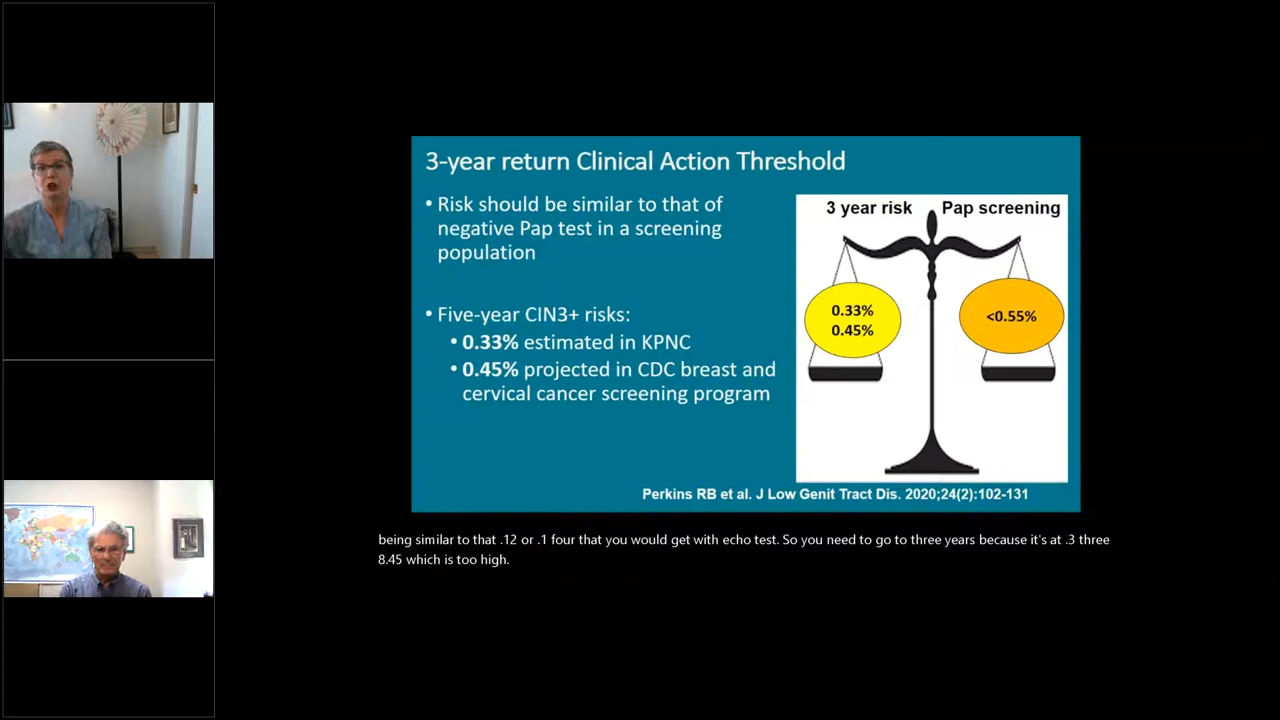 3-year return Clinical Action Threshold
• Risk should be similar to that of
negative Pap test in a screening
population
• Five-year CIN3+ risks:
• 0.33% estimated in KPNC
• 0.45% projected in CDC breast and
cervical cancer screening program
3 year risk
Pap screening
0.33%
0.45%
<0.55%
Perkins RB et al. J Low Genit Tract Dis. 2020;24(2):102-131
being similar to that .12 or .1 four that you would get with echo test. So you need to go to three years because it's at .3 three
8.45 which is too high.